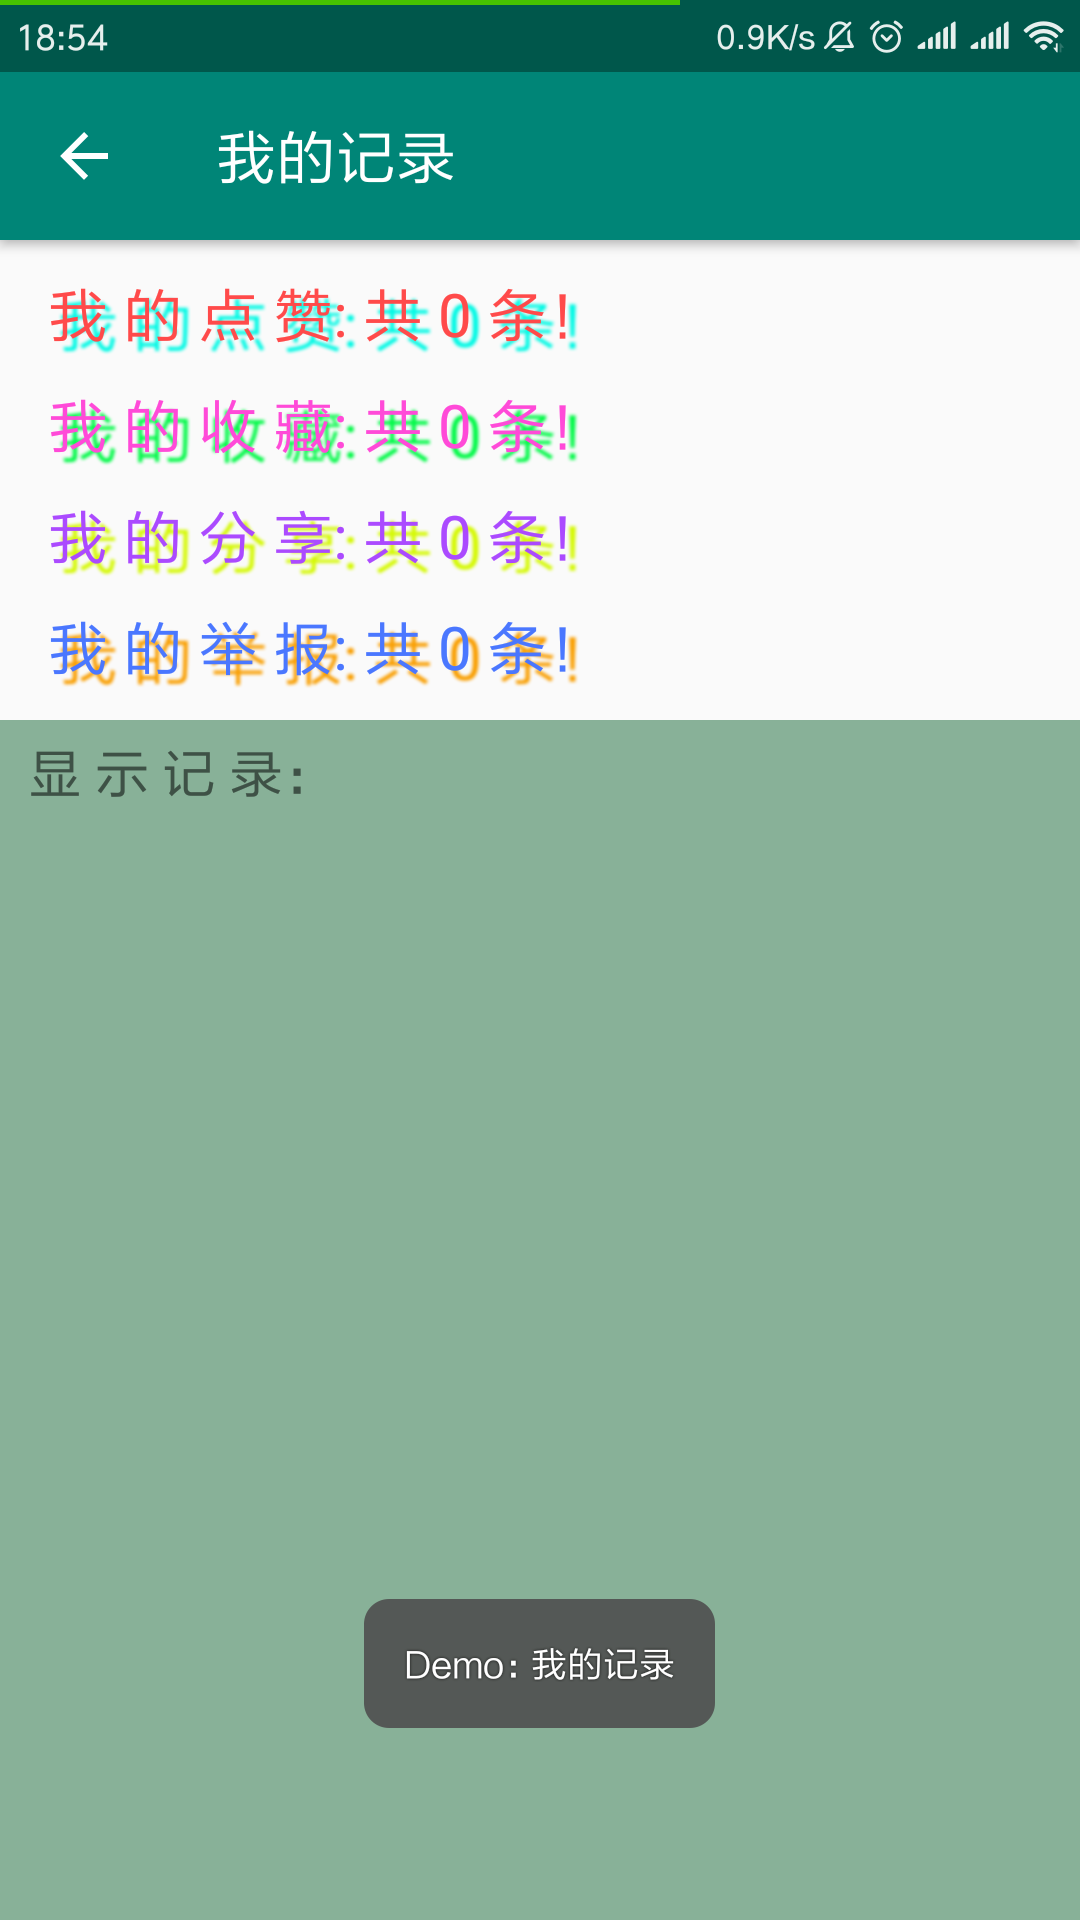 18:54 0.9K/s
我的记录
我的点赞: 共0条!
我的收藏: 共0条!
我的分享: 共0条!
我的举报: 共0条!
显示记录:
Demo: 我的记录